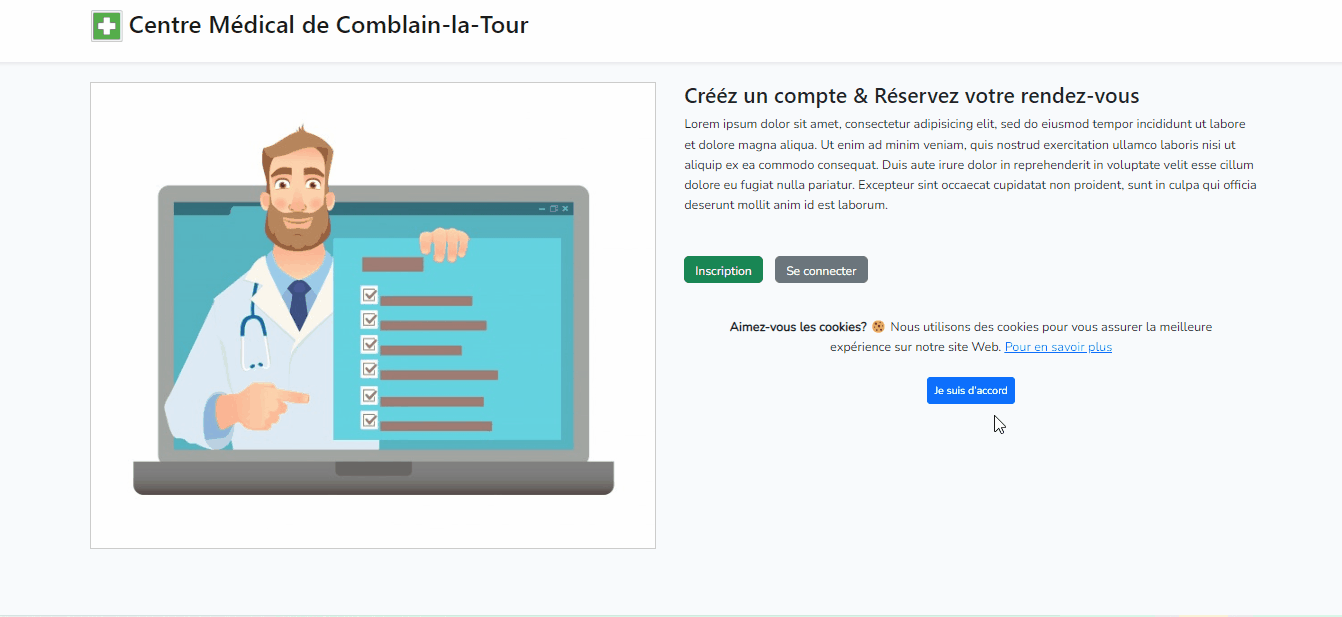 Centre Médical de Comblain-la-Tour
Crééz un compte & Réservez votre rendez-vous
Lorem ipsum dolor sit amet, consectetur adipisicing elit, sed do eiusmod tempor incididunt ut labore
et dolore magna aliqua. Ut enim ad minim veniam, quis nostrud exercitation ullamco laboris nisi ut
aliquip ex ea commodo consequat. Duis aute irure dolor in reprehenderit in voluptate velit esse cillum
dolore eu fugiat nulla pariatur. Excepteur sint occaecat cupidatat non proident, sunt in culpa qui officia
deserunt mollit anim id est laborum.
Inscription
Se connecter
Aimez-vous les cookies? 🍪 Nous utilisons des cookies pour vous assurer la meilleure
expérience sur notre site Web. Pour en savoir plus
Je suis d'accord